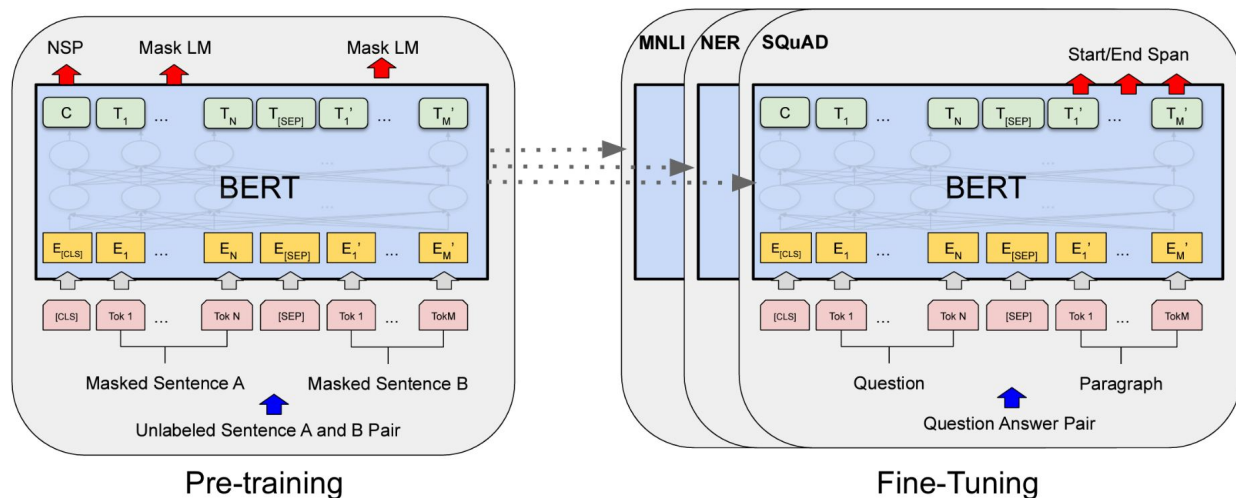 NSP Mask LM Mask LM
C T1 ... TN T[SEP] T1' ... TM'
...
...
BERT
E[CLS] E1 ... EN E[SEP] E1' ... EM'
[CLS] Tok 1 ... Tok N [SEP] Tok 1 ... TokM
Masked Sentence A Masked Sentence B
Unlabeled Sentence A and B Pair
Pre-training
MNLI NER SQuAD
Start/End Span
C T1 ... TN T[SEP] T1' ... TM'
...
...
BERT
E[CLS] E1 ... EN E[SEP] E1' ... EM'
[CLS] Tok 1 ... Tok N [SEP] Tok 1 ... TokM
Question Paragraph
Question Answer Pair
Fine-Tuning